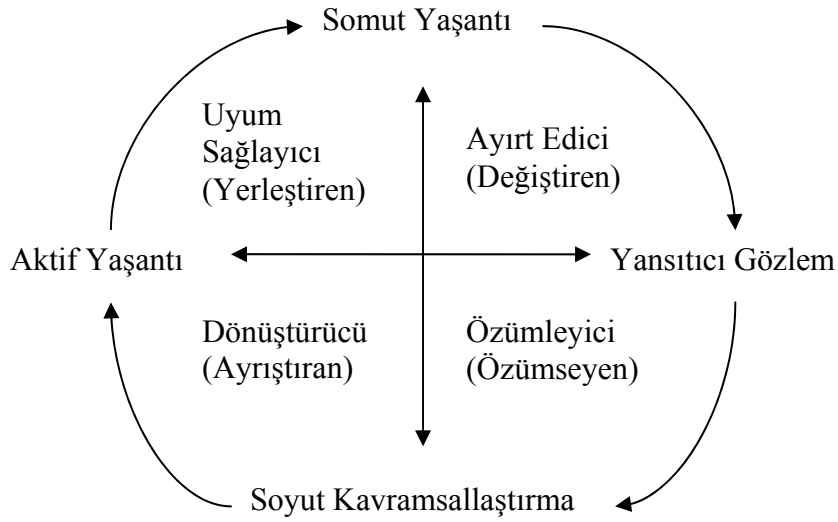 Somut Yaşantı
Uyum
Sağlayıcı
(Yerleştiren)
Ayırt Edici
(Değiştiren)
Aktif Yaşantı
Yansıtıcı Gözlem
Dönüştürücü
(Ayrıştıran)
Özümleyici
(Özümseyen)
Soyut Kavramsallaştırma